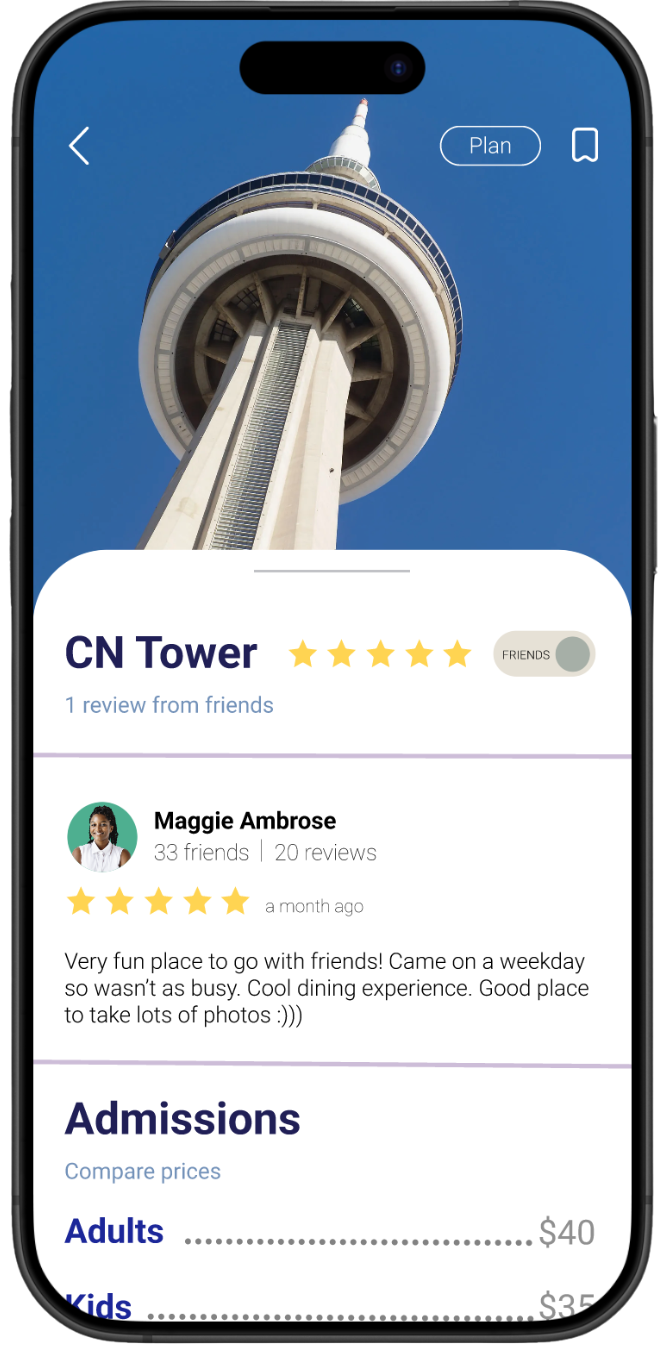 Plan
CN Tower
FRIENDS
1 review from friends
Maggie Ambrose
33 friends | 20 reviews
a month ago
Very fun place to go with friends! Came on a weekday
so wasn’t as busy. Cool dining experience. Good place
to take lots of photos :)))
Admissions
Compare prices
Adults ........................................ $40
Kids ............................................ $35